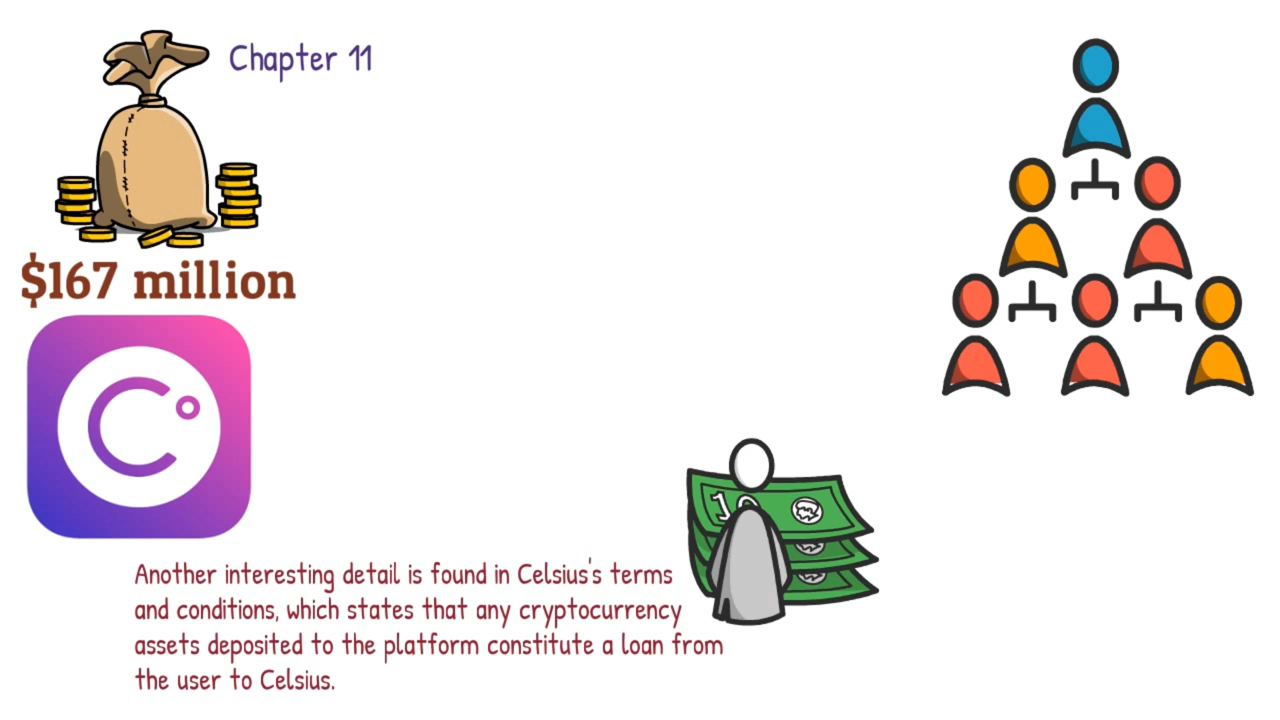 Chapter 11
$167 million
Another interesting detail is found in Celsius's terms
and conditions, which states that any cryptocurrency
assets deposited to the platform constitute a loan from
the user to Celsius.